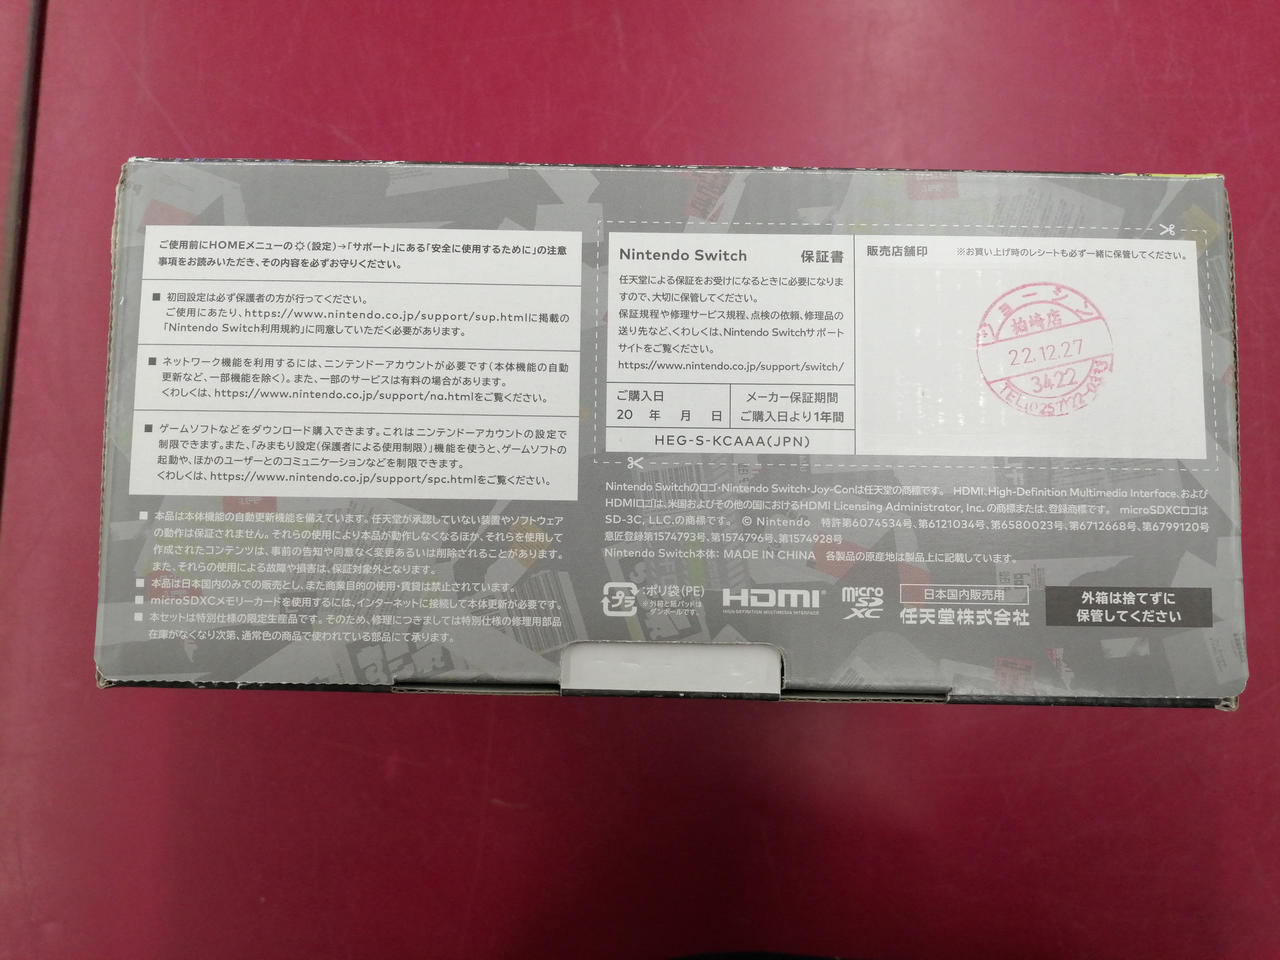 ご使用前にHOMEメニューの(設定)→「サポート」にある「安全に使用するために」の注意
事項をお読みいただき、その内容を必ずお守りください。
■ 初回設定は必ず保護者の方が行ってください。
ご使用にあたり、https://www.nintendo.co.jp/support/sup.htmlに掲載の
「Nintendo Switch利用規約」に同意していただく必要があります。
■ ネットワーク機能を利用するには、ニンテンドーアカウントが必要です(本体機能の自動
更新など、一部機能を除く)。また、一部のサービスは有料の場合があります。
くわしくは、https://www.nintendo.co.jp/support/na.htmlをご覧ください。
■ ゲームソフトなどをダウンロード購入できます。これはニンテンドーアカウントの設定で
制限できます。また、「みまもり設定(保護者による使用制限)」機能を使うと、ゲームソフトの
起動や、ほかのユーザーとのコミュニケーションなどを制限できます。
くわしくは、https://www.nintendo.co.jp/support/spc.htmlをご覧ください。
■ 本品は本体機能の自動更新機能を備えています。任天堂が承認していない装置やソフトウェア
の動作は保証されません。それらの使用により本品が動作しなくなるほか、それらを使用して
作成されたコンテンツは、事前の告知や同意なく変更あるいは削除されることがあります。
また、それらの使用による故障や損害は、保証対象外となります。
■ 本品は日本国内のみでの販売とし、また商業目的の使用・賃貸は禁止されています。
■ microSDXCメモリーカードを使用するには、インターネットに接続して本体更新が必要です。
■ 本セットは特別仕様の限定生産品です。そのため、修理につきましては特別仕様の修理用部品
在庫がなくなり次第、通常色の商品で使われている部品にて承ります。
Nintendo Switch 保証書
任天堂による保証をお受けになるときに必要になりま
すので、大切に保管してください。
保証規程や修理サービス規程、点検の依頼、修理品の
送り先など、くわしくは、Nintendo Switchサポート
サイトをご覧ください。
https://www.nintendo.co.jp/support/switch/
ご購入日
20 年 月 日
メーカー保証期間
ご購入日より1年間
HEG-S-KCAAA(JPN)
販売店舗印 ※お買い上げ時のレシートも必ず一緒に保管してください。
ジョーシン
柏崎店
22.12.27
3422
Nintendo Switchのロゴ・Nintendo Switch・Joy-Conは任天堂の商標です。 HDMI、High-Definition Multimedia Interface、および
HDMIロゴは、米国およびその他の国におけるHDMI Licensing Administrator, Inc. の商標または、登録商標です。 microSDXCロゴは
SD-3C, LLC.の商標です。 © Nintendo 特許第6074534号、第6121034号、第6580023号、第6712668号、第6799120号
意匠登録第1574793号、第1574796号、第1574928号
Nintendo Switch本体: MADE IN CHINA 各製品の原産地は製品上に記載しています。
プラ
:ポリ袋(PE)
※外箱と紙パッドは
ダンボールです。
HDMI
HIGH-DEFINITION MULTIMEDIA INTERFACE
micro
SD
XC
日本国内販売用
任天堂株式会社
外箱は捨てずに
保管してください